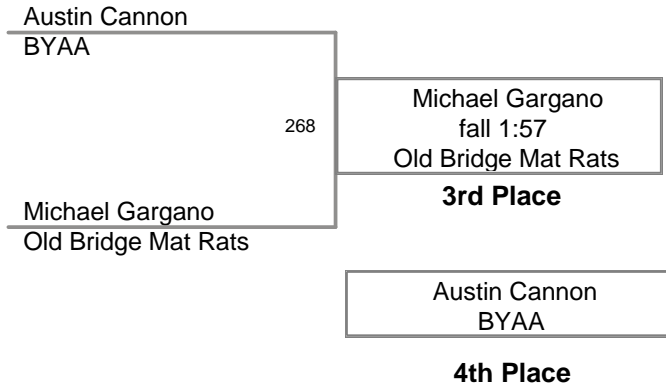 Austin Cannon
BYAA
268
Michael Gargano
fall 1:57
Old Bridge Mat Rats
3rd Place
Michael Gargano
Old Bridge Mat Rats
Austin Cannon
BYAA
4th Place